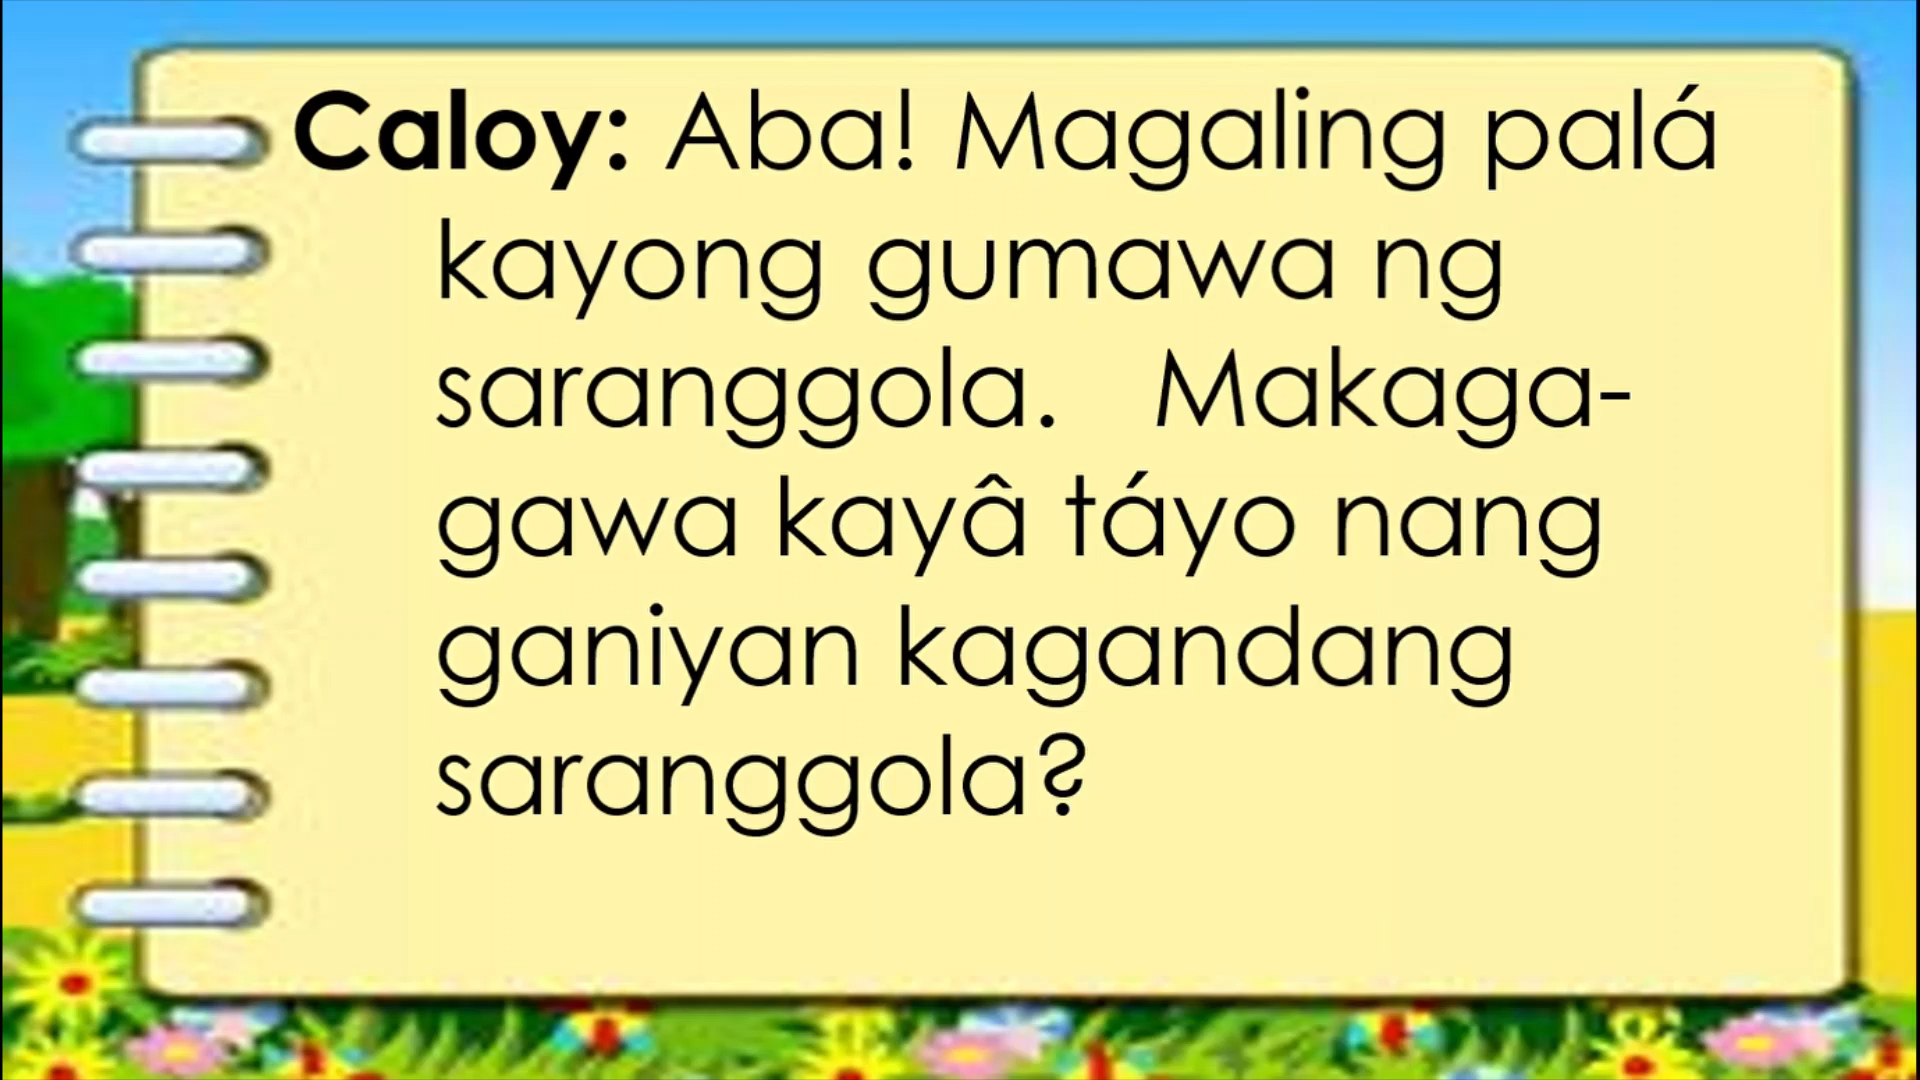 Caloy: Aba! Magaling palá
kayong gumawa ng
saranggola. Makaga-
gawa kayâ táyo nang
ganiyan kagandang
saranggola?